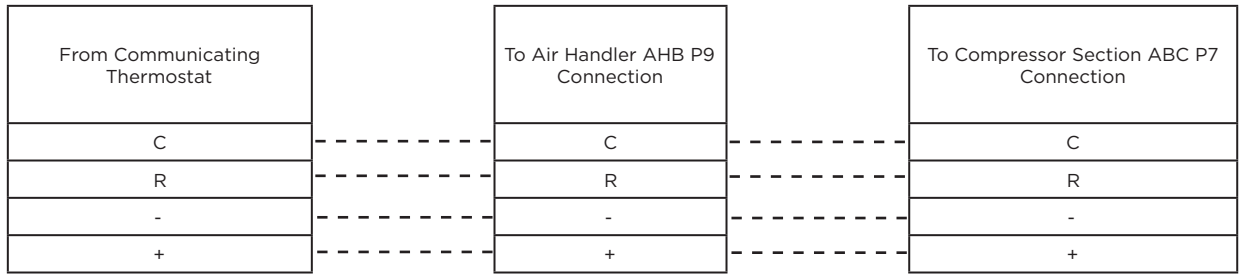 From Communicating
Thermostat
To Air Handler AHB P9
Connection
To Compressor Section ABC P7
Connection
C C C
R R R
- - -
+ + +